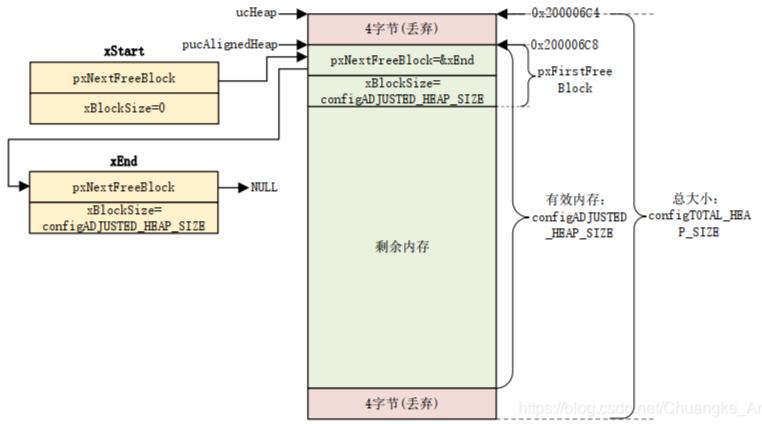 ucHeap
4字节(丢弃)
0x200006C4
pucAlignedHeap
0x200006C8
xStart
pxNextFreeBlock
xBlockSize=0
pxNextFreeBlock=&xEnd
xBlockSize=
configADJUSTED_HEAP_SIZE
pxFirstFree
Block
xEnd
pxNextFreeBlock
NULL
xBlockSize=
configADJUSTED_HEAP_SIZE
剩余内存
有效内存:
configADJUSTED
_HEAP_SIZE
总大小:
configTOTAL_HEA
P_SIZE
4字节(丢弃)
https://blog.csdn.net/Chuangke_Ar